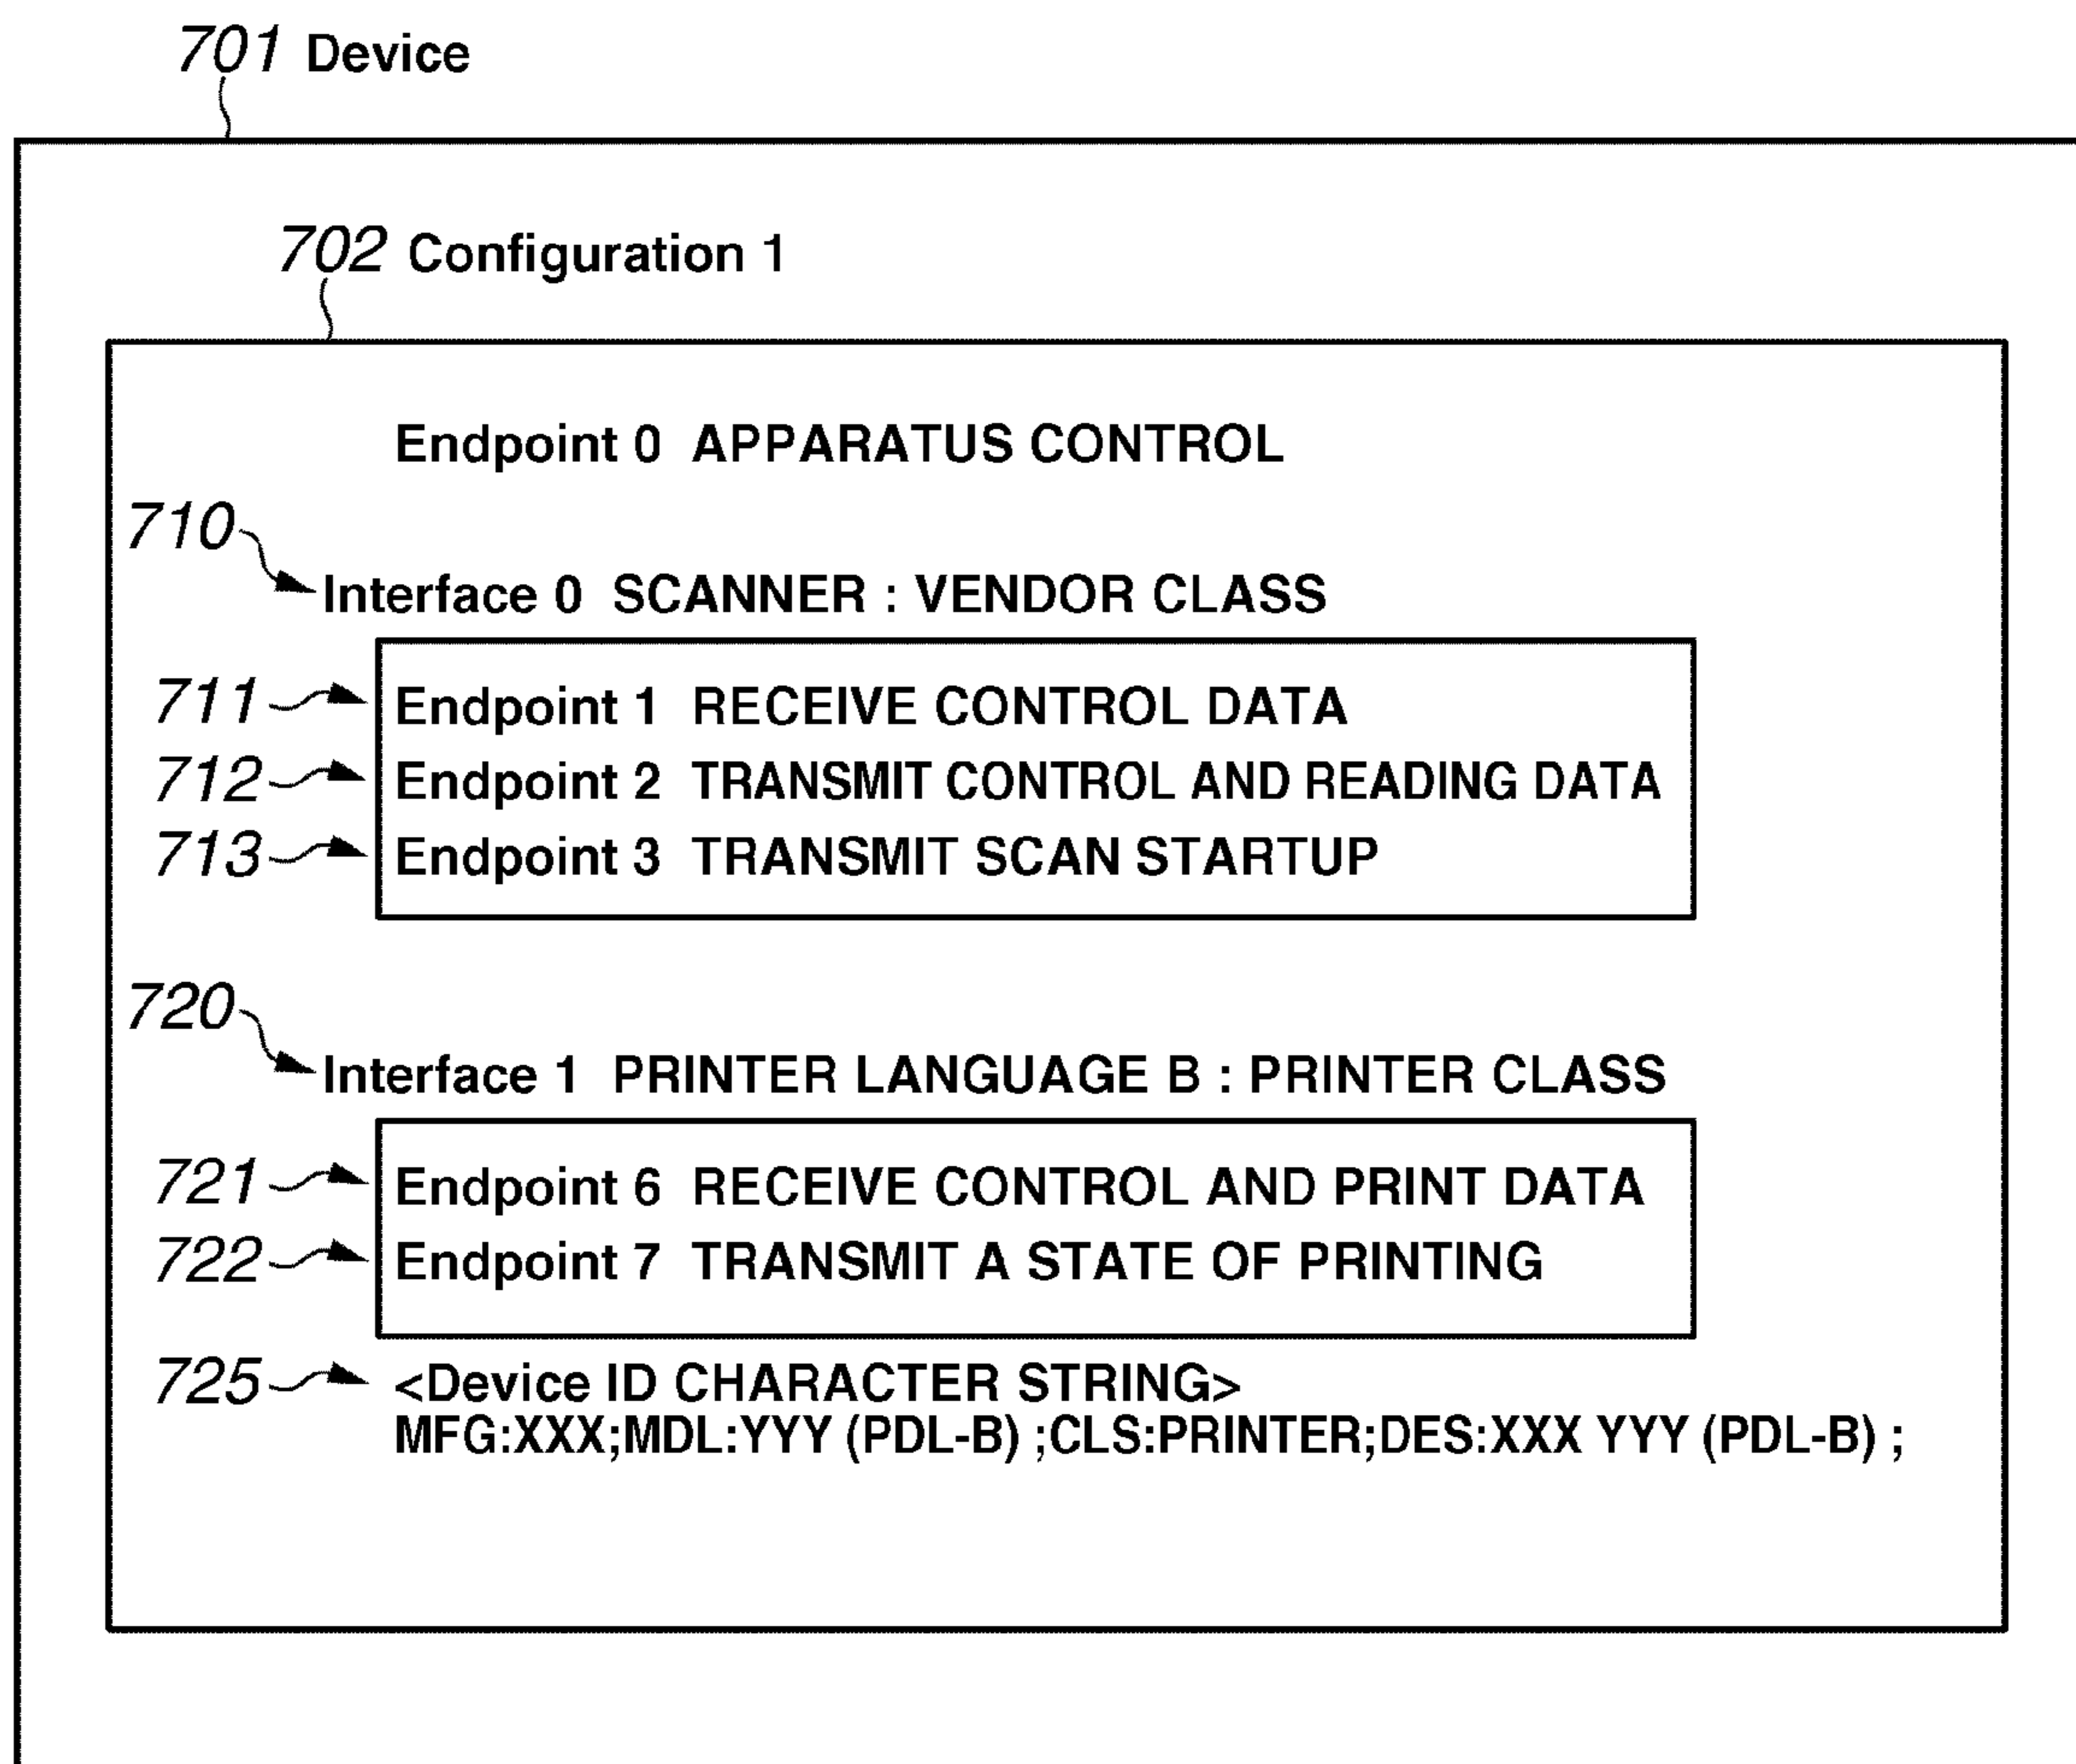 701 Device
702 Configuration 1
Endpoint 0 APPARATUS CONTROL
710
Interface 0 SCANNER : VENDOR CLASS
711 Endpoint 1 RECEIVE CONTROL DATA
712 Endpoint 2 TRANSMIT CONTROL AND READING DATA
713 Endpoint 3 TRANSMIT SCAN STARTUP
720
Interface 1 PRINTER LANGUAGE B : PRINTER CLASS
721 Endpoint 6 RECEIVE CONTROL AND PRINT DATA
722 Endpoint 7 TRANSMIT A STATE OF PRINTING
725 <Device ID CHARACTER STRING>
MFG:XXX;MDL:YYY (PDL-B) ;CLS:PRINTER;DES:XXX YYY (PDL-B) ;